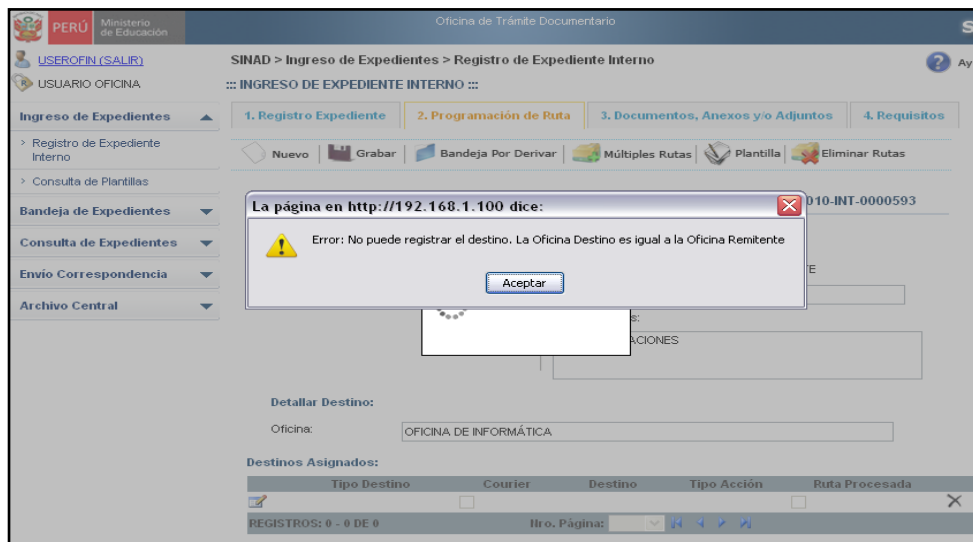 PERÚ
Ministerio
de Educación
Oficina de Trámite Documentario
S
USEROFIN (SALIR)
USUARIO OFICINA
SINAD > Ingreso de Expedientes > Registro de Expediente Interno
? Ay
::: INGRESO DE EXPEDIENTE INTERNO :::
Ingreso de Expedientes
> Registro de Expediente
Interno
> Consulta de Plantillas
Bandeja de Expedientes
Consulta de Expedientes
Envío Correspondencia
Archivo Central
1. Registro Expediente
2. Programación de Ruta
3. Documentos, Anexos y/o Adjuntos
4. Requisitos
Nuevo
Grabar
Bandeja Por Derivar
Múltiples Rutas
Plantilla
Eliminar Rutas
010-INT-0000593
La página en http://192.168.1.100 dice:
Error: No puede registrar el destino. La Oficina Destino es igual a la Oficina Remitente
Aceptar
TE
s:
ACIONES
Detallar Destino:
Oficina:
OFICINA DE INFORMÁTICA
Destinos Asignados:
Tipo Destino Courier Destino Tipo Acción Ruta Procesada
REGISTROS: 0 - 0 DE 0 Nro. Página: